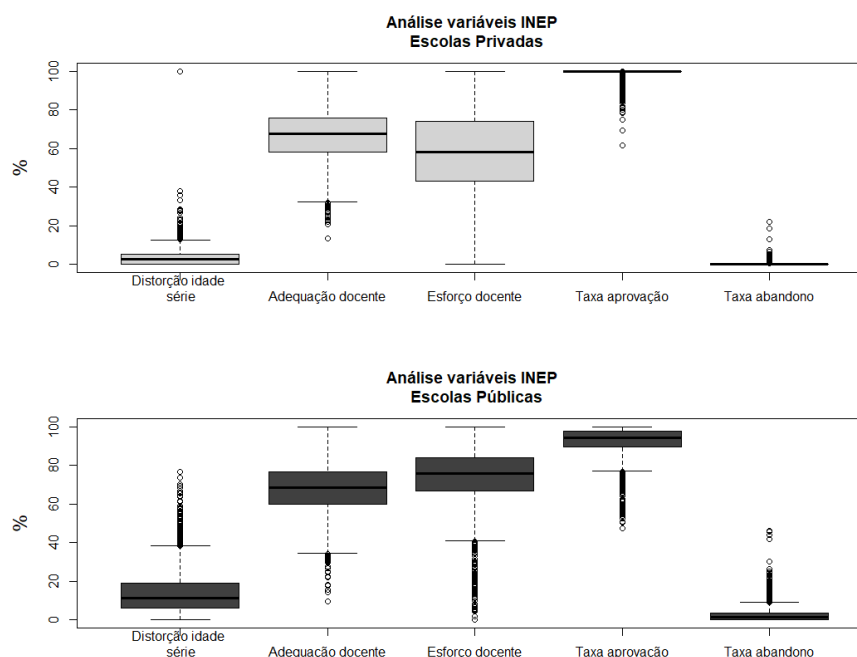 Análise variáveis INEP
Escolas Privadas
%
100
80
60
40
20
0
Distorção idade
série
Adequação docente
Esforço docente
Taxa aprovação
Taxa abandono
Análise variáveis INEP
Escolas Públicas
%
100
80
60
40
20
0
Distorção idade
série
Adequação docente
Esforco docente
Taxa aprovação
Taxa abandono